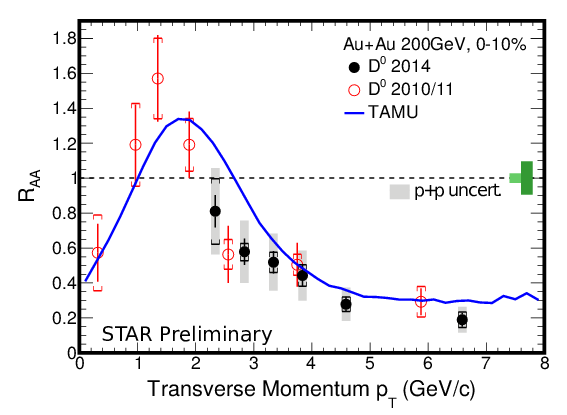 Au+Au 200GeV, 0-10%
D⁰ 2014
D⁰ 2010/11
TAMU
p+p uncert.
STAR Preliminary
R_AA
1.8
1.6
1.4
1.2
1
0.8
0.6
0.4
0.2
0
0 1 2 3 4 5 6 7 8
Transverse Momentum p_T (GeV/c)